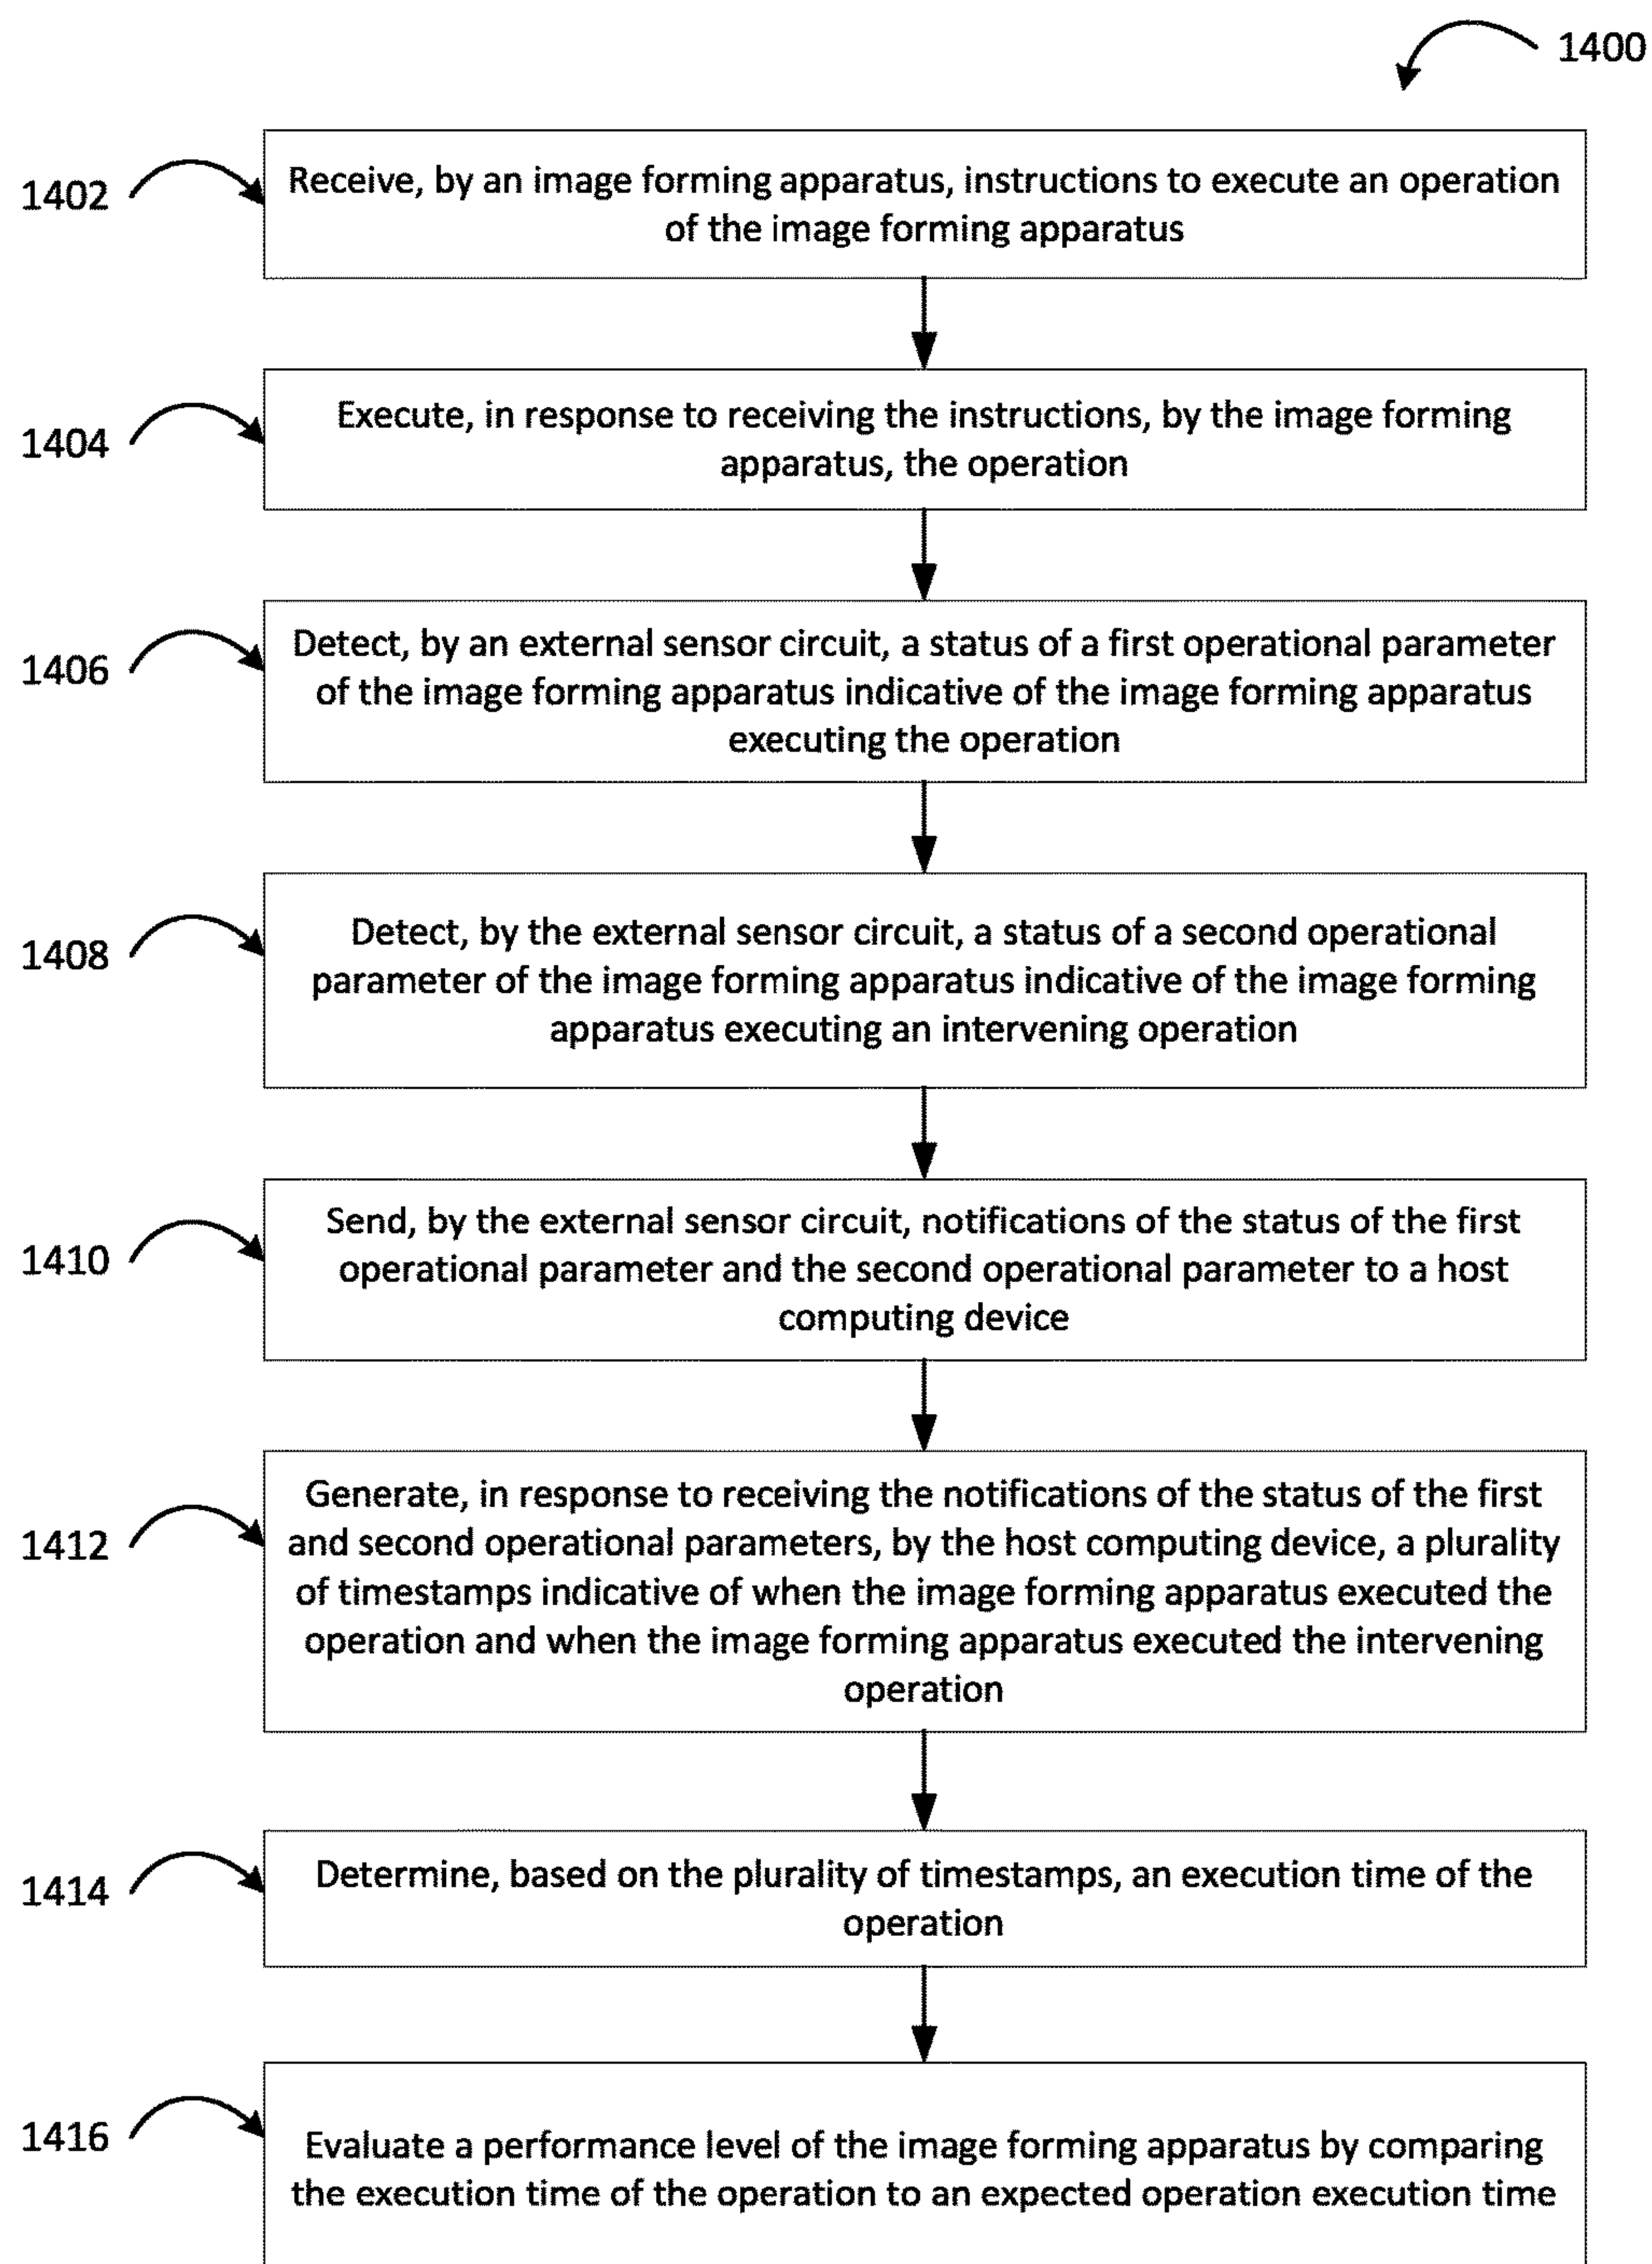 1400
1402
Receive, by an image forming apparatus, instructions to execute an operation
of the image forming apparatus
1404
Execute, in response to receiving the instructions, by the image forming
apparatus, the operation
1406
Detect, by an external sensor circuit, a status of a first operational parameter
of the image forming apparatus indicative of the image forming apparatus
executing the operation
1408
Detect, by the external sensor circuit, a status of a second operational
parameter of the image forming apparatus indicative of the image forming
apparatus executing an intervening operation
1410
Send, by the external sensor circuit, notifications of the status of the first
operational parameter and the second operational parameter to a host
computing device
1412
Generate, in response to receiving the notifications of the status of the first
and second operational parameters, by the host computing device, a plurality
of timestamps indicative of when the image forming apparatus executed the
operation and when the image forming apparatus executed the intervening
operation
1414
Determine, based on the plurality of timestamps, an execution time of the
operation
1416
Evaluate a performance level of the image forming apparatus by comparing
the execution time of the operation to an expected operation execution time